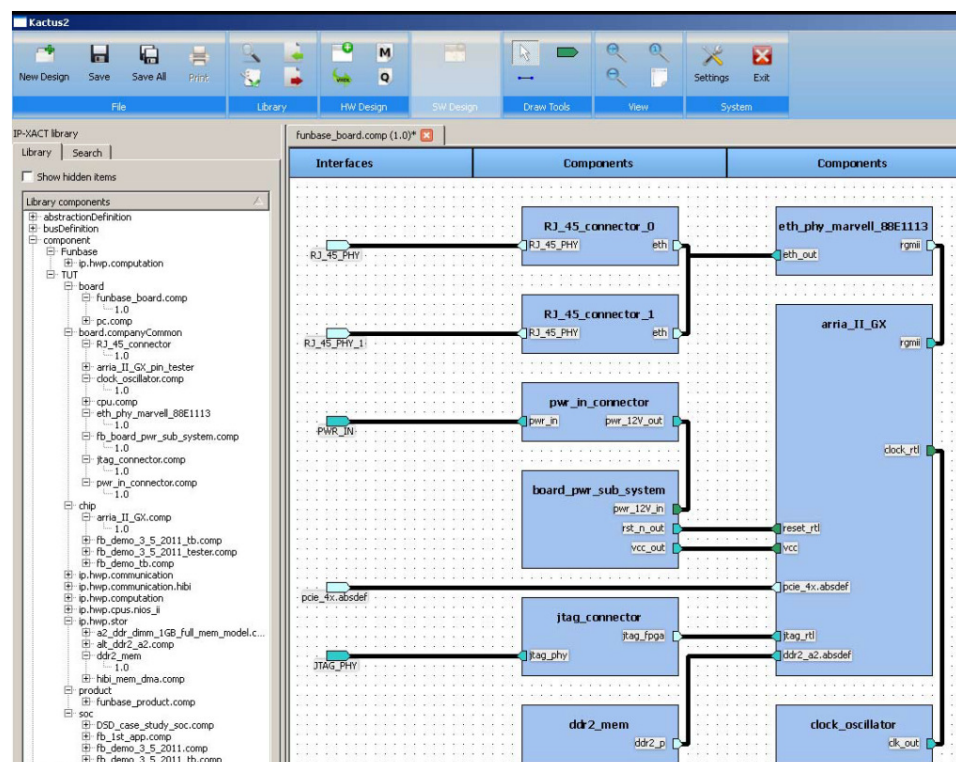 Kactus2
New Design
Save
Save All
Print
M
Q
Settings
Exit
File
Library
HW Design
SW Design
Draw Tools
View
System
IP-XACT library
Library
Search
Show hidden items
Library components
abstractionDefinition
busDefinition
component
Funbase
ip.hwp.computation
TUT
board
funbase_board.comp
1.0
pc.comp
board.companyCommon
RJ_45_connector
1.0
arria_II_GX_pin_tester
clock_oscillator.comp
1.0
cpu.comp
eth_phy_marvell_88E1113
1.0
fb_board_pwr_sub_system.comp
1.0
jtag_connector.comp
1.0
pwr_in_connector.comp
1.0
chip
arria_II_GX.comp
1.0
fb_demo_3_5_2011_tb.comp
fb_demo_3_5_2011_tester.comp
fb_demo_tb.comp
ip.hwp.communication
ip.hwp.communication.hibi
ip.hwp.computation
ip.hwp.cpus.nios_ii
ip.hwp.stor
a2_ddr_dimm_1GB_full_mem_model.c...
alt_ddr2_a2.comp
ddr2_mem
1.0
hibi_mem_dma.comp
product
funbase_product.comp
soc
DSD_case_study_soc.comp
fb_1st_app.comp
fb_demo_3_5_2011.comp
fb_demo_3_5_2011_tb.comp
funbase_board.comp (1.0)*
Interfaces
Components
Components
RJ_45_connector_0
eth_phy_marvell_88E1113
RJ_45_PHY
RJ_45_PHY
eth
rgmii
eth_out
RJ_45_connector_1
arria_II_GX
RJ_45_PHY_1
RJ_45_PHY
eth
rgmii
pwr_in_connector
PWR_IN
pwr_in
pwr_12V_out
clock_rtl
board_pwr_sub_system
pwr_12V_in
rst_n_out
reset_rtl
vcc_out
vcc
pcie_4x.absdef
pcie_4x.absdef
jtag_connector
jtag_fpga
jtag_rtl
JTAG_PHY
jtag_phy
ddr2_a2.absdef
ddr2_mem
clock_oscillator
ddr2_p
clk_out